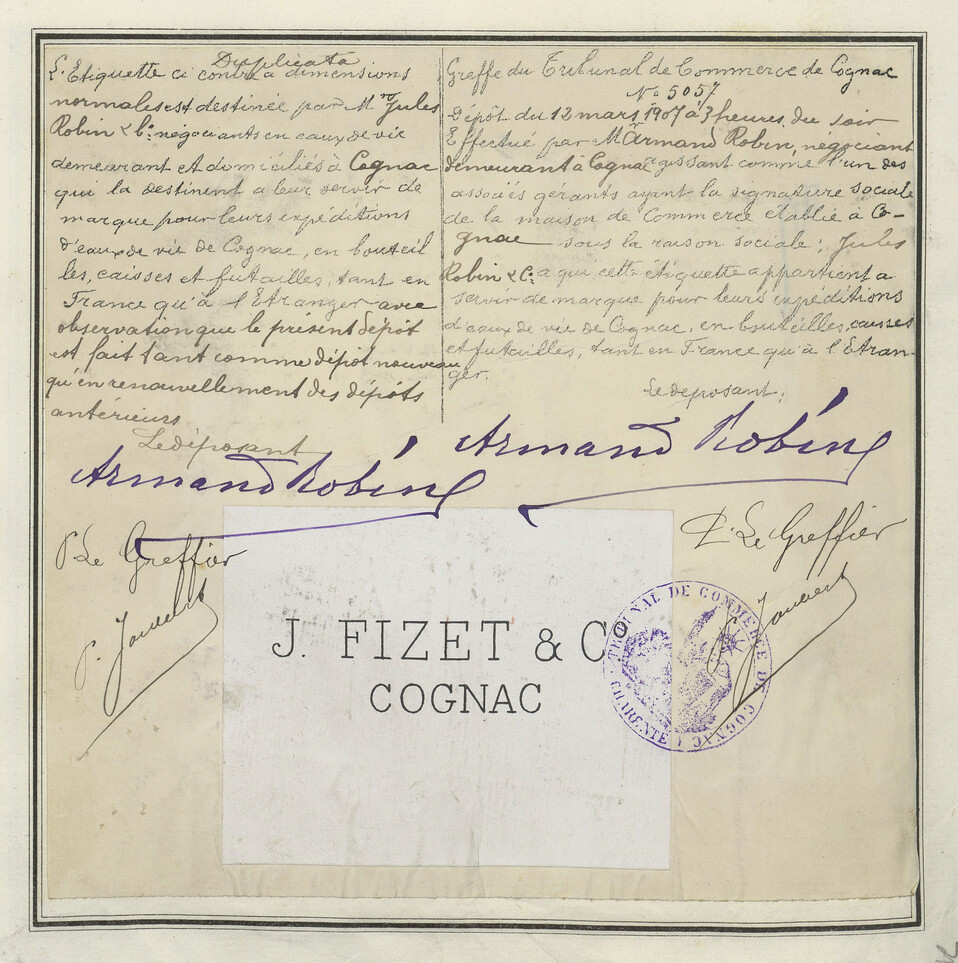 Duplicata
L'Etiquette ci contre à dimensions
normales est destinée par Mrs Jules
Robin & Ce négociants en eaux de vie
demeurant et domiciliés à Cognac
qui la destinent a leur servir de
marque pour leurs expéditions
d'eaux de vie de Cognac, en bouteil
les, caisses et futailles, tant en
France qu'à l'Etranger avec
observation que le présent dépôt
est fait tant comme dépôt nouveau
qu'en renouvellement des dépôts
antérieurs
Le déposant
Armand Robin
P. Le Greffier
Greffe du Tribunal de Commerce de Cognac
No 5057
Dépôt du 12 mars 1907 à 3 heures du soir
Effectué par Mr Armand Robin, négociant
demeurant à Cognac agissant comme l'un des
associés gérants ayant la signature sociale
de la maison de Commerce établie à Co-
gnac sous la raison sociale: Jules
Robin & Ce a qui cette étiquette appartient a
servir de marque pour leurs expéditions
d'eaux de vie de Cognac, en bouteilles, caisses
et futailles, tant en France qu'à l'Etran-
ger.
Le déposant;
Armand Robin
P. Le Greffier
J. FIZET & Co
COGNAC
TRIBUNAL DE COMMERCE DE COGNAC
CHARENTE